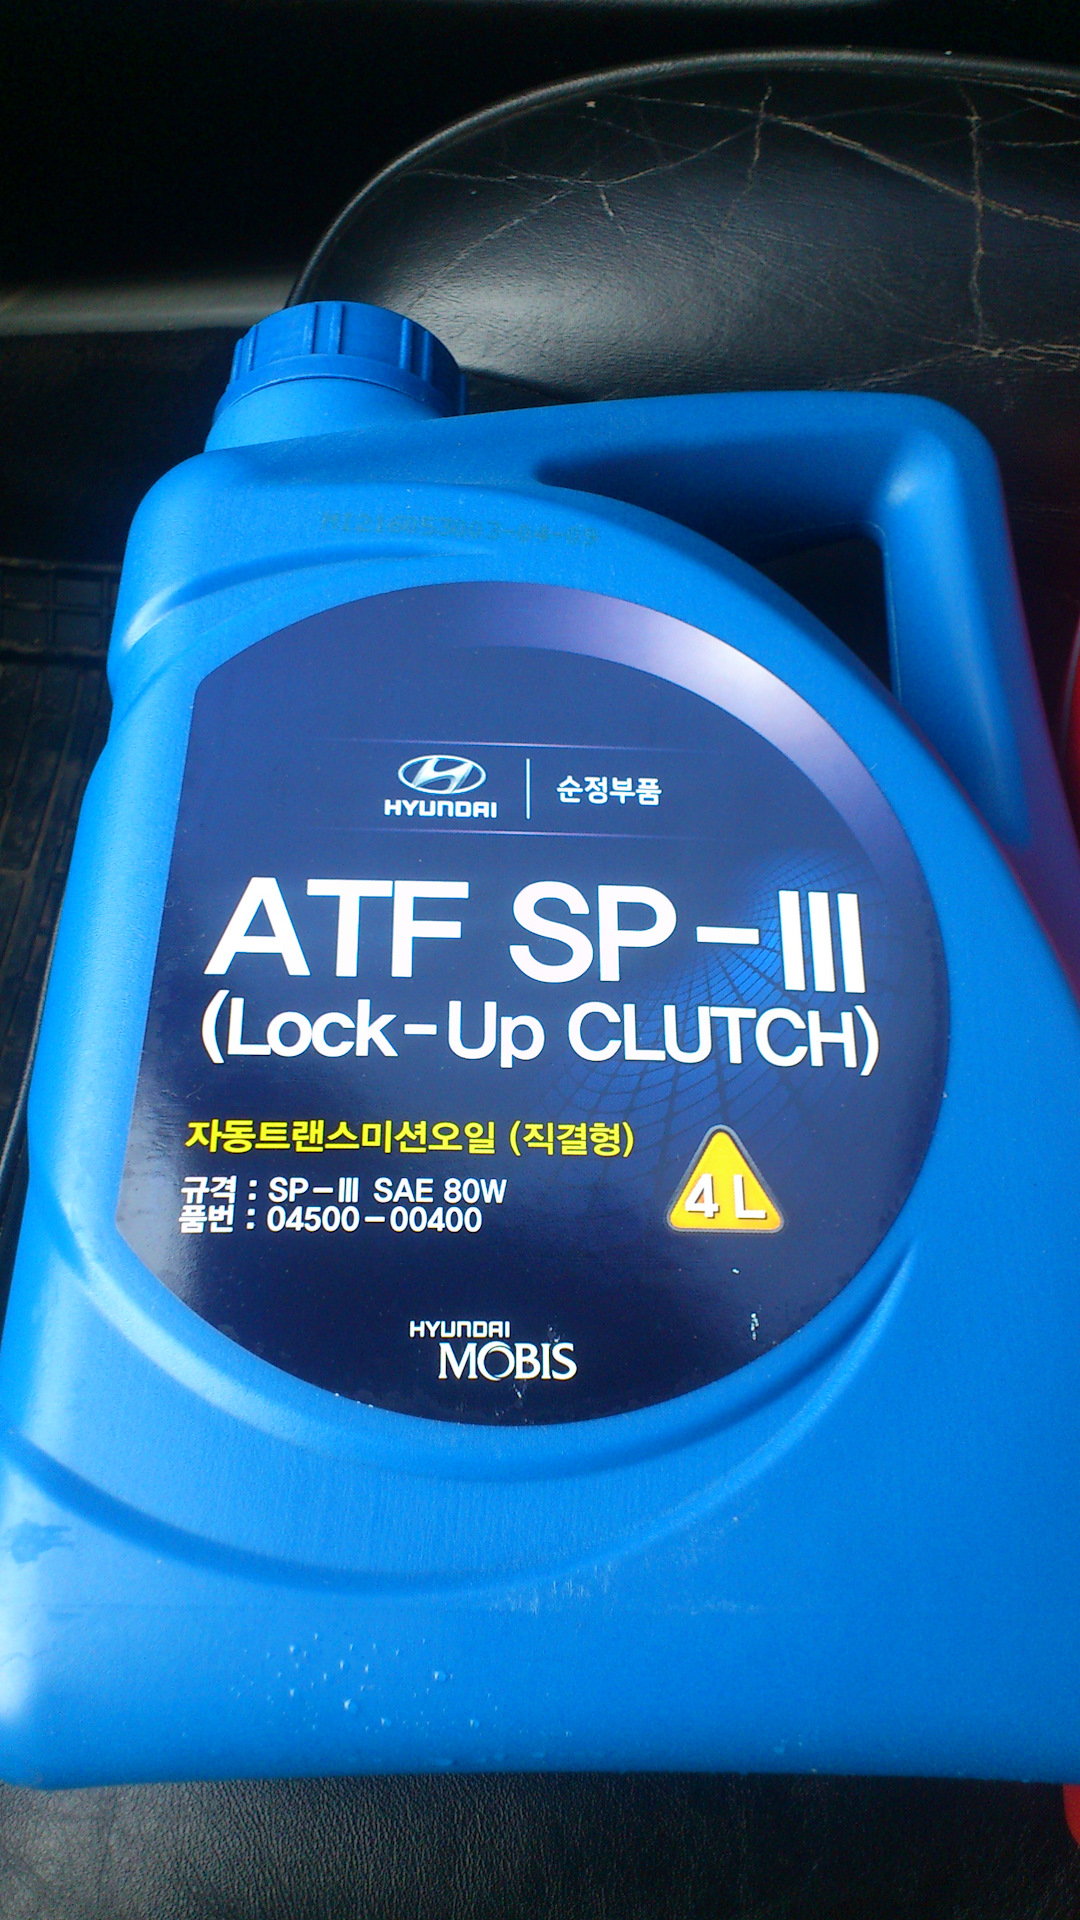 HYUNDAI 순정부품
ATF SP-III
(Lock-Up CLUTCH)
자동트랜스미션오일 (직결형)
규격 : SP-III SAE 80W
품번 : 04500-00400
4 L
HYUNDAI
MOBIS